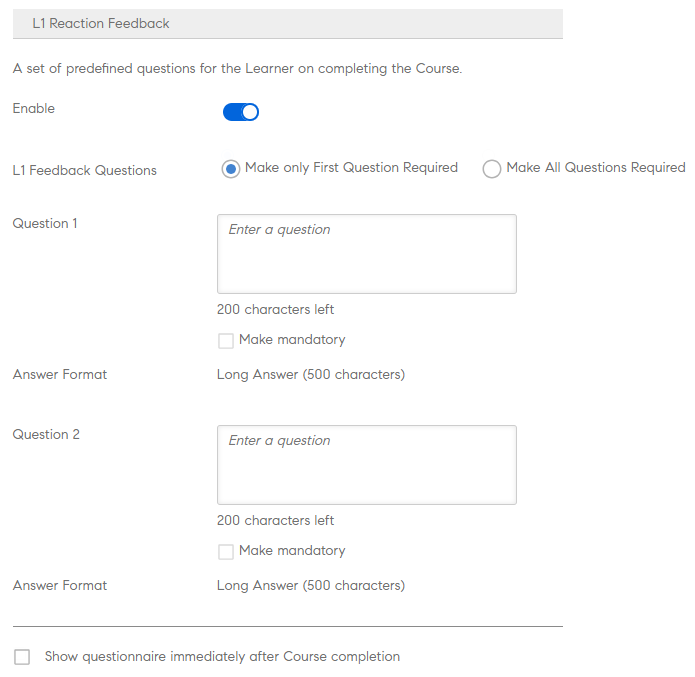 L1 Reaction Feedback
A set of predefined questions for the Learner on completing the Course.
Enable
L1 Feedback Questions
Make only First Question Required
Make All Questions Required
Question 1
Enter a question
200 characters left
Make mandatory
Answer Format
Long Answer (500 characters)
Question 2
Enter a question
200 characters left
Make mandatory
Answer Format
Long Answer (500 characters)
Show questionnaire immediately after Course completion